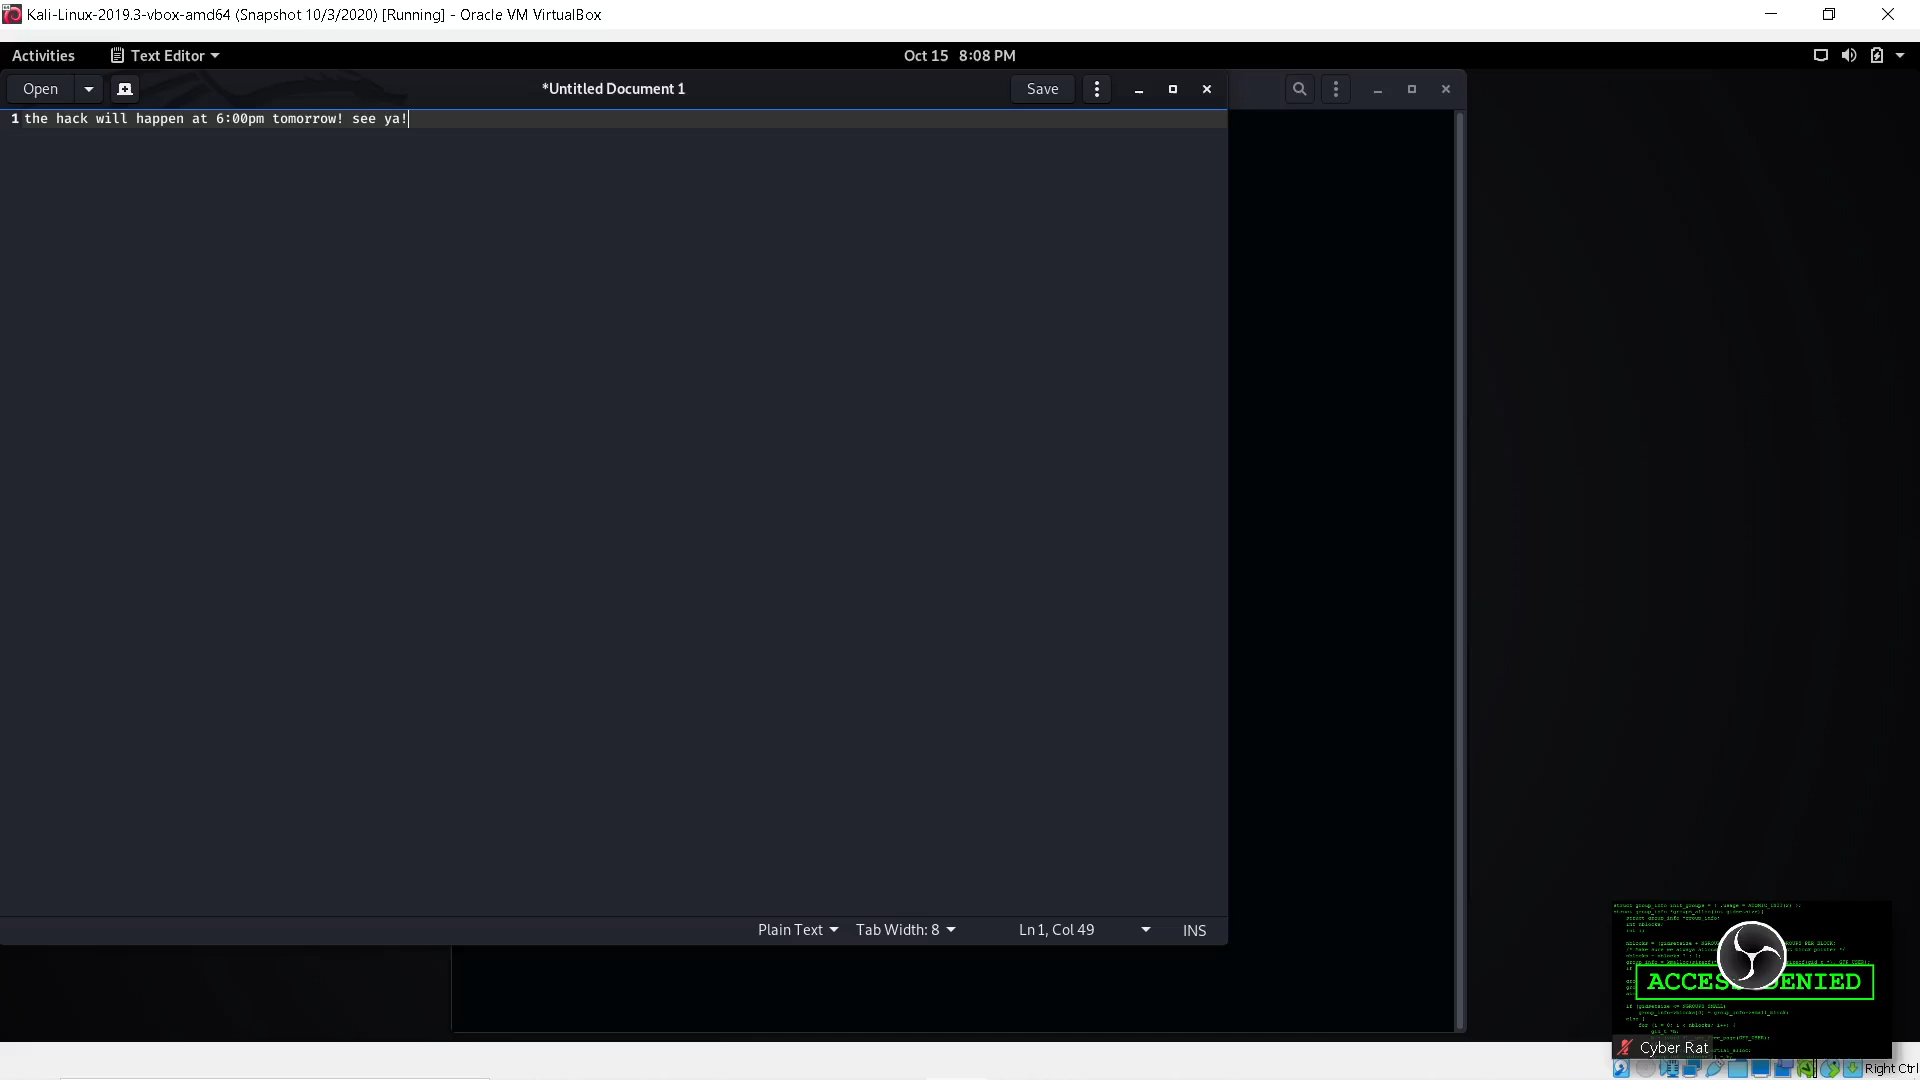 Kali-Linux-2019.3-vbox-amd64 (Snapshot 10/3/2020) [Running] - Oracle VM VirtualBox
Activities Text Editor Oct 15 8:08 PM
Open *Untitled Document 1 Save
1 the hack will happen at 6:00pm tomorrow! see ya!
Plain Text Tab Width: 8 Ln 1, Col 49 INS
ACCESS DENIED
Cyber Rat
Right Ctrl